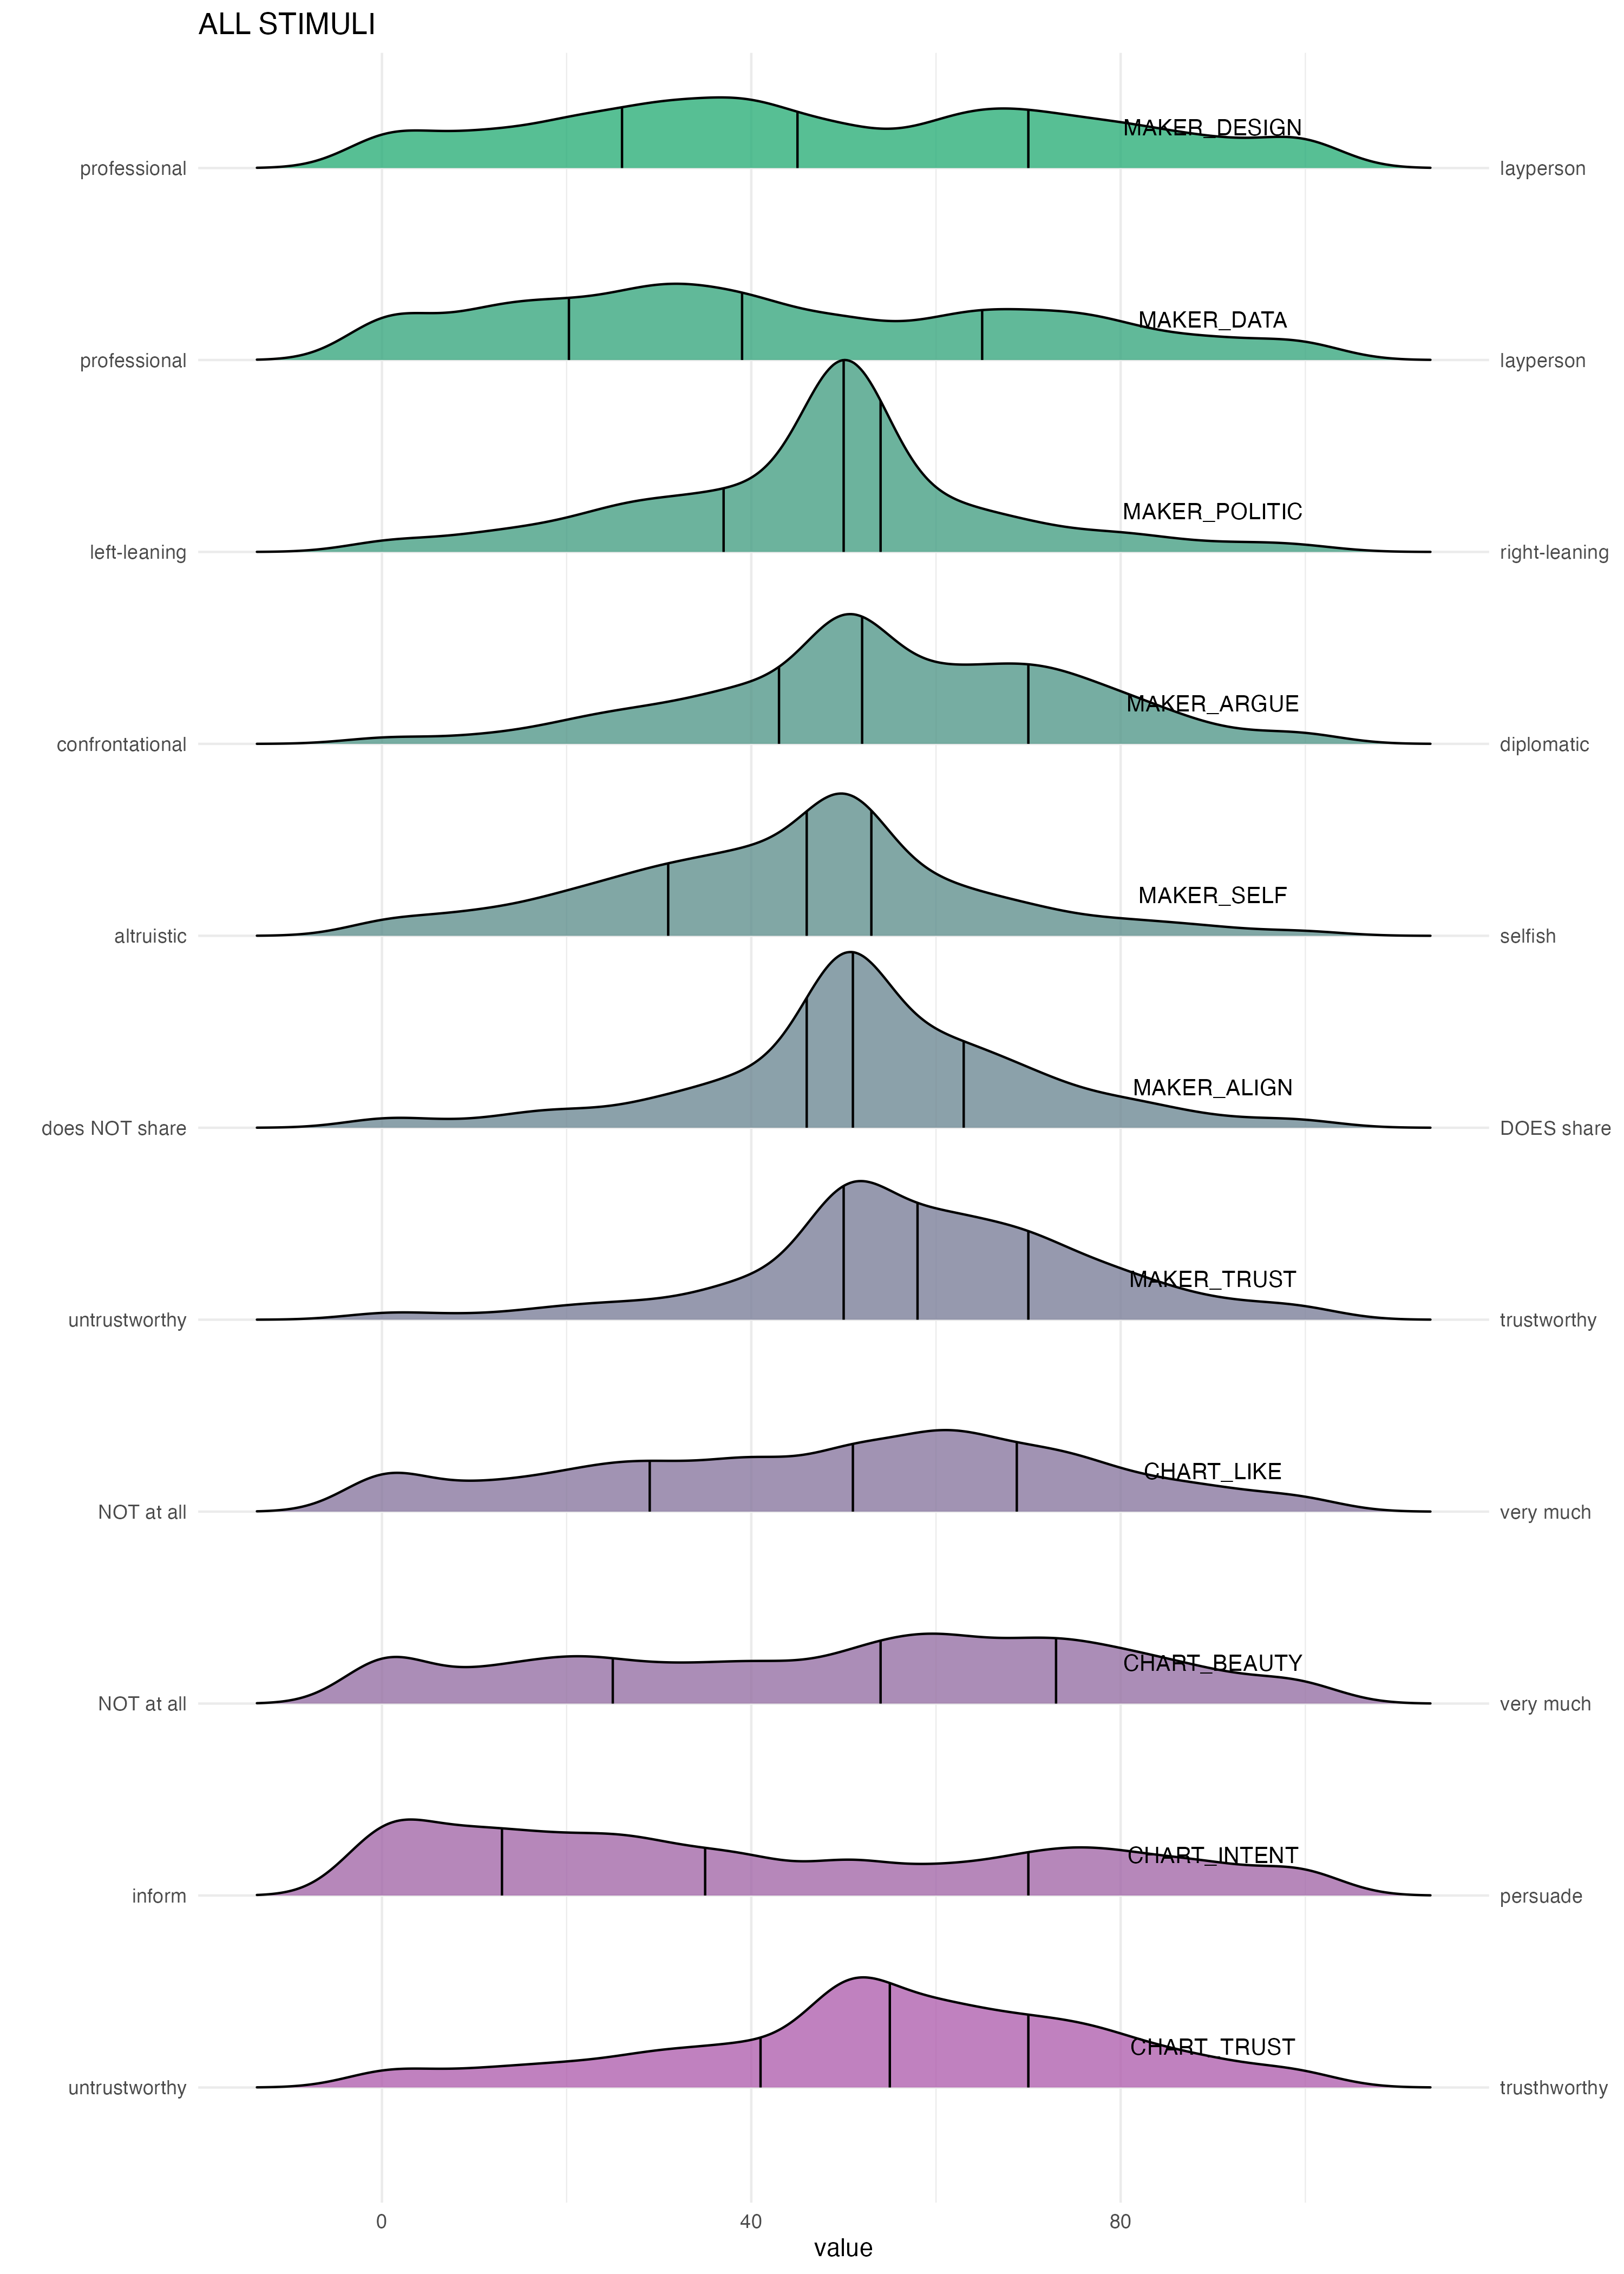 ALL STIMULI
MAKER_DESIGN
professional
layperson
MAKER_DATA
professional
layperson
MAKER_POLITIC
left-leaning
right-leaning
MAKER_ARGUE
confrontational
diplomatic
MAKER_SELF
altruistic
selfish
MAKER_ALIGN
does NOT share
DOES share
MAKER_TRUST
untrustworthy
trustworthy
CHART_LIKE
NOT at all
very much
CHART_BEAUTY
NOT at all
very much
CHART_INTENT
inform
persuade
CHART_TRUST
untrustworthy
trusthworthy
0
40
80
value